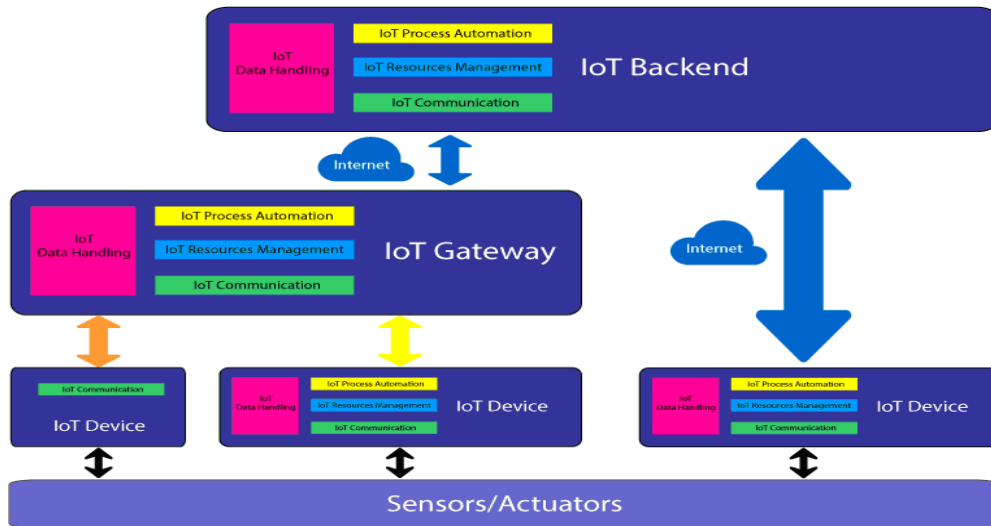 IoT
Data Handling
IoT Process Automation
IoT Resources Management
IoT Communication
IoT Backend
Internet
IoT
Data Handling
IoT Process Automation
IoT Resources Management
IoT Communication
IoT Gateway
Internet
IoT Communication
IoT Device
IoT
Data Handling
IoT Process Automation
IoT Resources Management
IoT Communication
IoT Device
IoT
Data Handling
IoT Process Automation
IoT Resources Management
IoT Communication
IoT Device
Sensors/Actuators